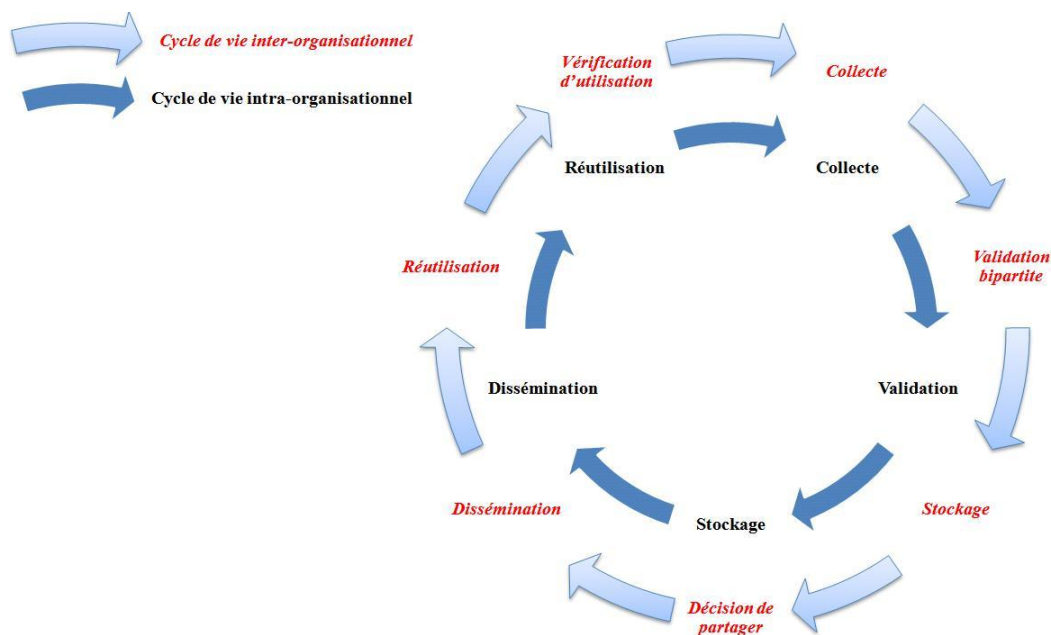 Cycle de vie inter-organisationnel
Cycle de vie intra-organisationnel
Vérification
d’utilisation
Collecte
Réutilisation
Collecte
Réutilisation
Validation
bipartite
Dissémination
Validation
Dissémination
Stockage
Stockage
Décision de
partager